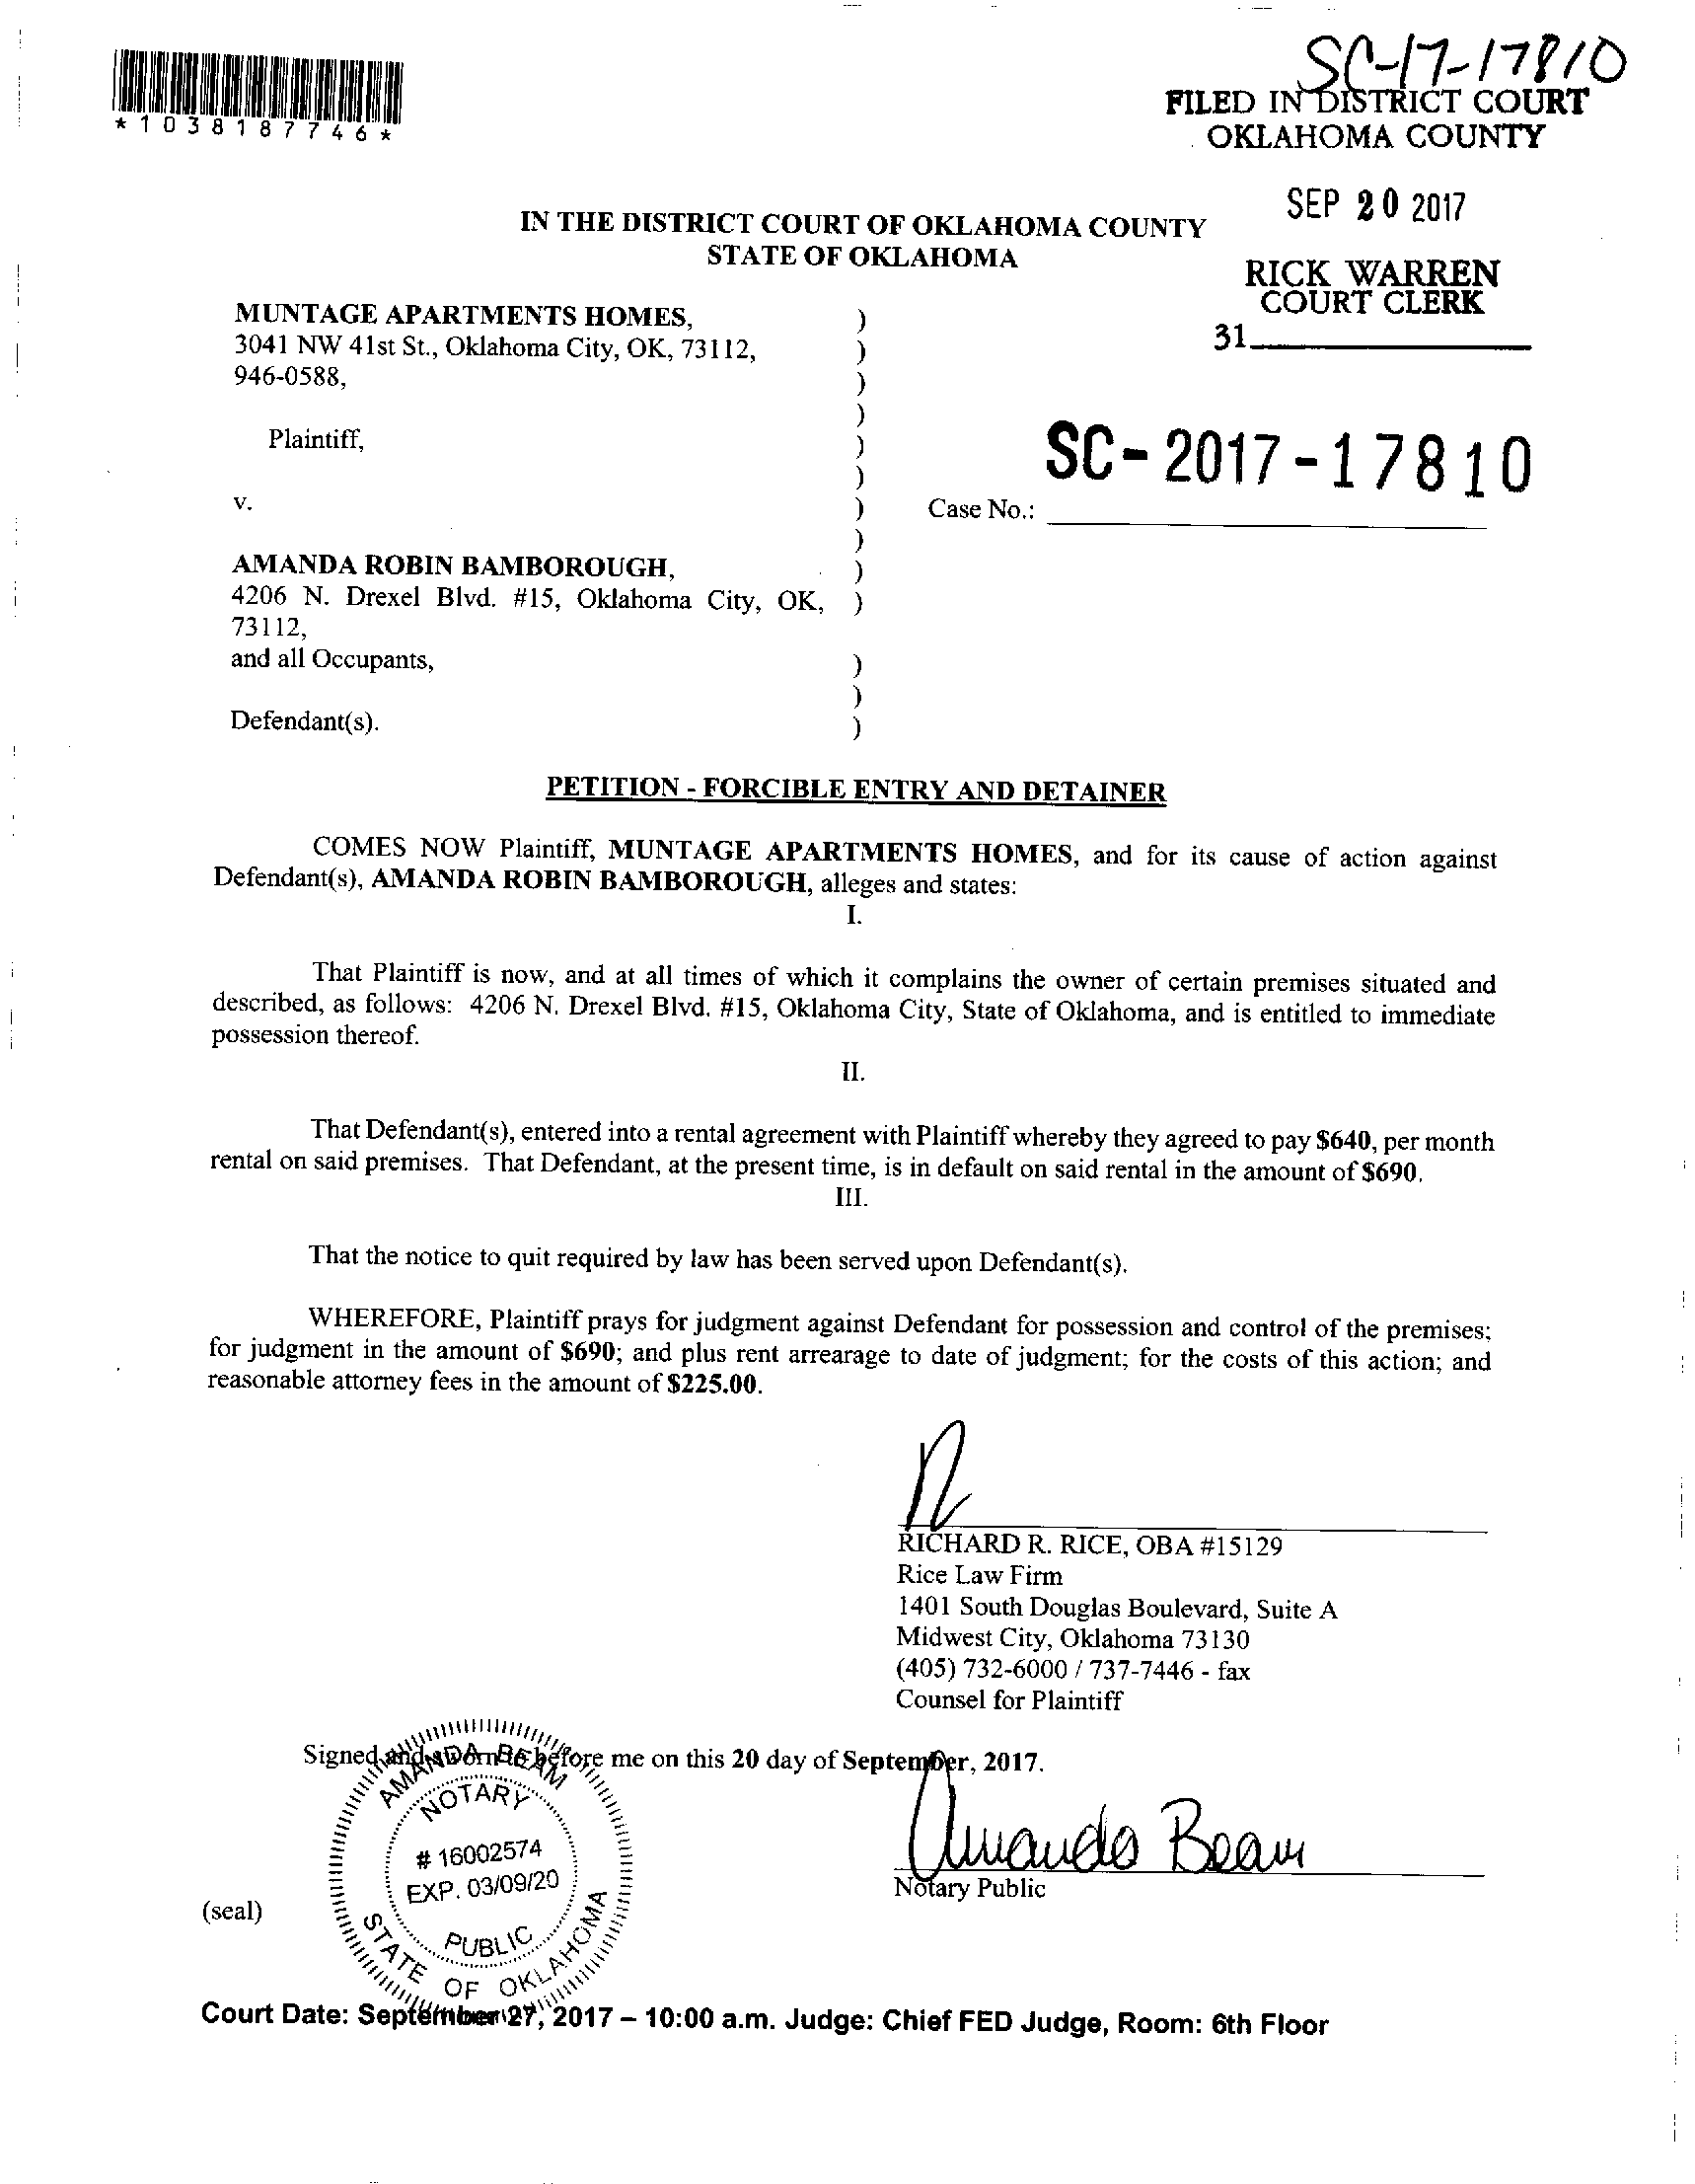 SC-17-17810
*1038187746*
FILED IN DISTRICT COURT
OKLAHOMA COUNTY
SEP 20 2017
IN THE DISTRICT COURT OF OKLAHOMA COUNTY
STATE OF OKLAHOMA
RICK WARREN
COURT CLERK
31
MUNTAGE APARTMENTS HOMES, )
3041 NW 41st St., Oklahoma City, OK, 73112, )
946-0588, )
)
Plaintiff, )
)
SC-2017-17810
v. ) Case No.:
)
AMANDA ROBIN BAMBOROUGH, )
4206 N. Drexel Blvd. #15, Oklahoma City, OK, )
73112,
and all Occupants, )
)
Defendant(s). )
PETITION - FORCIBLE ENTRY AND DETAINER
COMES NOW Plaintiff, MUNTAGE APARTMENTS HOMES, and for its cause of action against
Defendant(s), AMANDA ROBIN BAMBOROUGH, alleges and states:
I.
That Plaintiff is now, and at all times of which it complains the owner of certain premises situated and
described, as follows: 4206 N. Drexel Blvd. #15, Oklahoma City, State of Oklahoma, and is entitled to immediate
possession thereof.
II.
That Defendant(s), entered into a rental agreement with Plaintiff whereby they agreed to pay $640, per month
rental on said premises. That Defendant, at the present time, is in default on said rental in the amount of $690.
III.
That the notice to quit required by law has been served upon Defendant(s).
WHEREFORE, Plaintiff prays for judgment against Defendant for possession and control of the premises;
for judgment in the amount of $690; and plus rent arrearage to date of judgment; for the costs of this action; and
reasonable attorney fees in the amount of $225.00.
RICHARD R. RICE, OBA #15129
Rice Law Firm
1401 South Douglas Boulevard, Suite A
Midwest City, Oklahoma 73130
(405) 732-6000 / 737-7446 - fax
Counsel for Plaintiff
Signed and sworn to before me on this 20 day of September, 2017.
AMANDA BEAM
NOTARY
# 16002574
EXP. 03/09/20
PUBLIC
STATE OF OKLAHOMA
Amanda Beam
Notary Public
(seal)
Court Date: September 27, 2017 – 10:00 a.m. Judge: Chief FED Judge, Room: 6th Floor